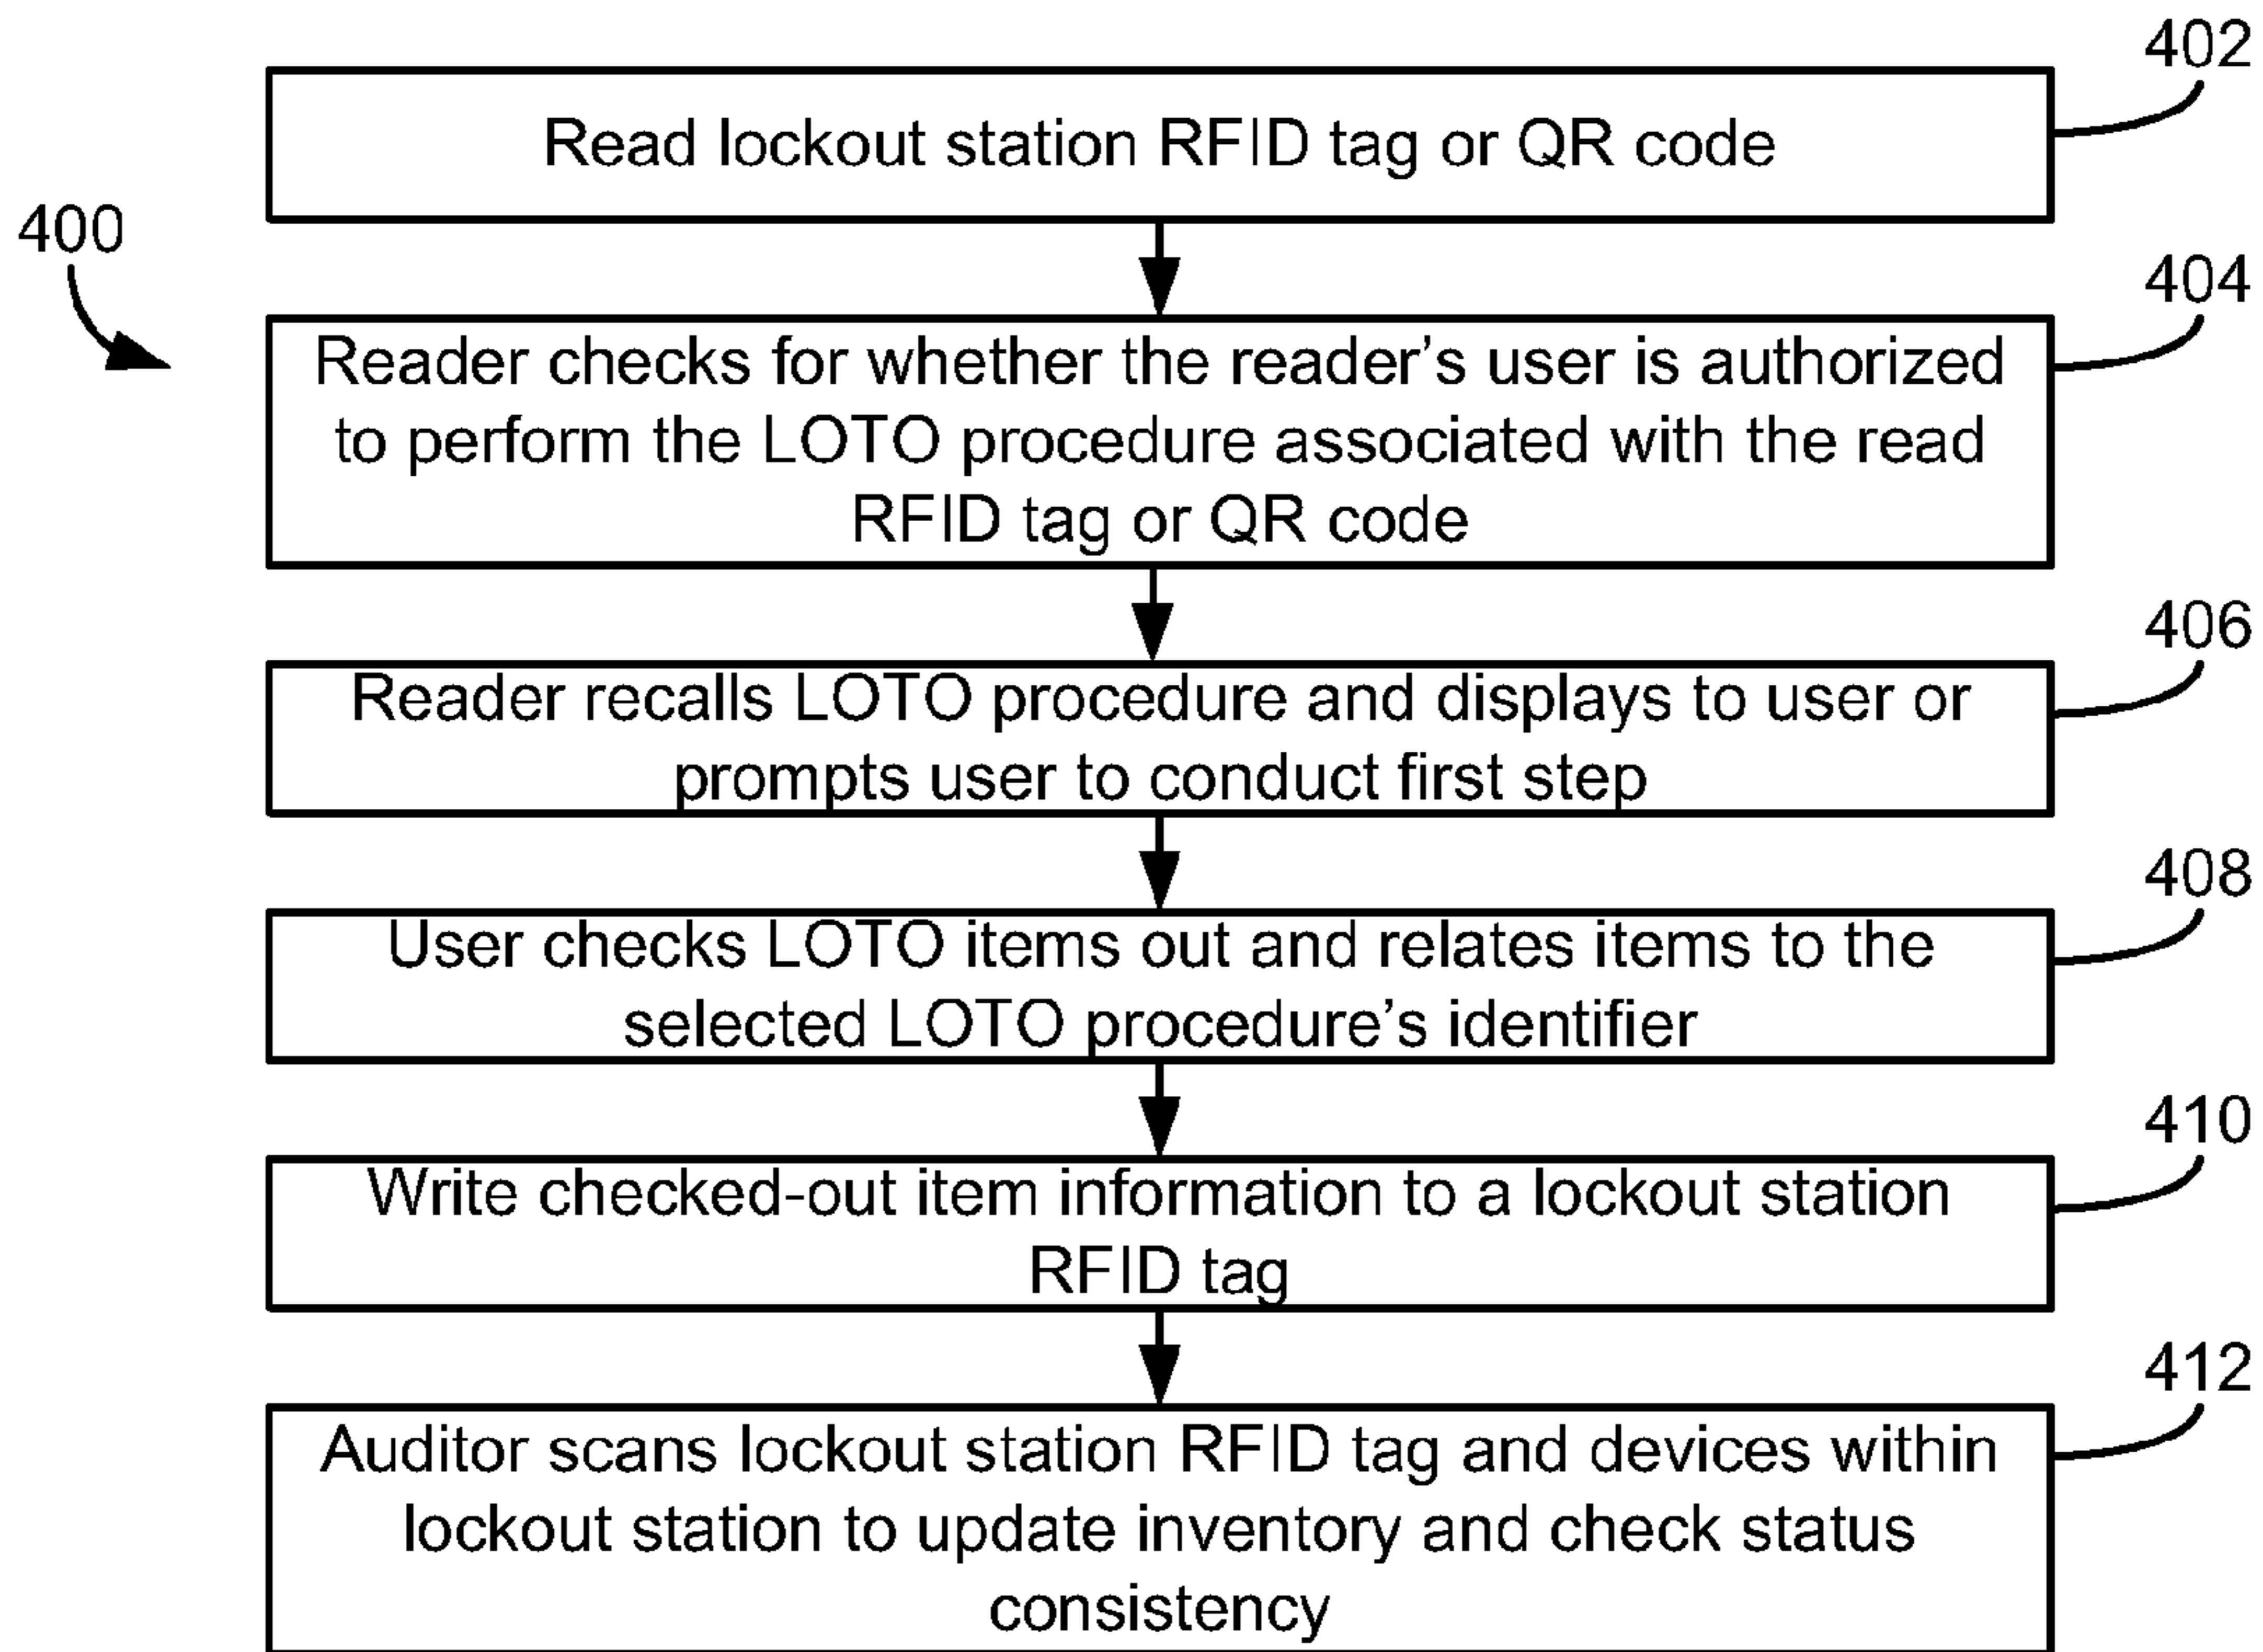 402
Read lockout station RFID tag or QR code
400
404
Reader checks for whether the reader’s user is authorized
to perform the LOTO procedure associated with the read
RFID tag or QR code
406
Reader recalls LOTO procedure and displays to user or
prompts user to conduct first step
408
User checks LOTO items out and relates items to the
selected LOTO procedure’s identifier
410
Write checked-out item information to a lockout station
RFID tag
412
Auditor scans lockout station RFID tag and devices within
lockout station to update inventory and check status
consistency